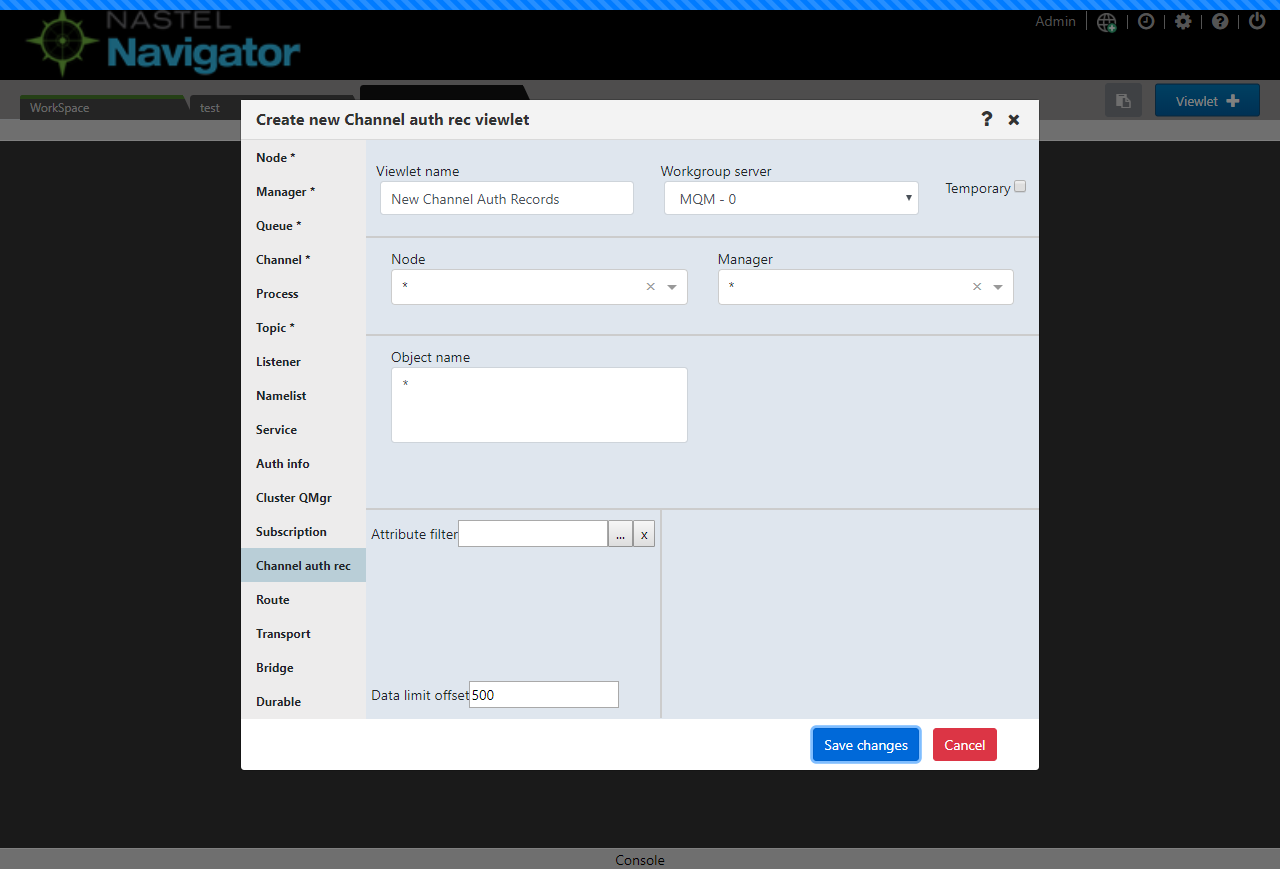 NASTEL
Navigator
Admin
WorkSpace
test
Viewlet
Create new Channel auth rec viewlet
Node *
Manager *
Queue *
Channel *
Process
Topic *
Listener
Namelist
Service
Auth info
Cluster QMgr
Subscription
Channel auth rec
Route
Transport
Bridge
Durable
Viewlet name
New Channel Auth Records
Workgroup server
MQM - 0
Temporary
Node
*
Manager
*
Object name
*
Attribute filter
... x
Data limit offset 500
Save changes
Cancel
Console